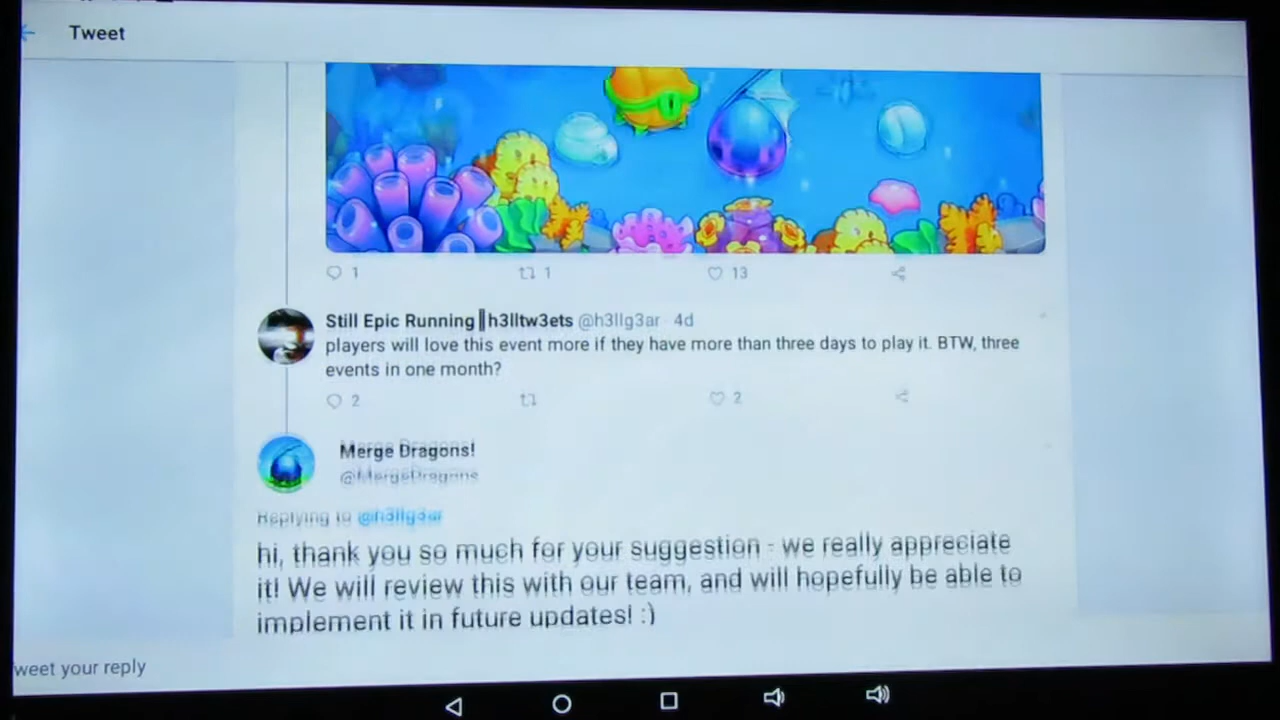 Tweet
1
1
13
Still Epic Running║h3lltw3ets @h3llg3ar · 4d
players will love this event more if they have more than three days to play it. BTW, three
events in one month?
2
2
Merge Dragons!
@MergeDragons
Replying to @h3llg3ar
hi, thank you so much for your suggestion - we really appreciate
it! We will review this with our team, and will hopefully be able to
implement it in future updates! :)
weet your reply